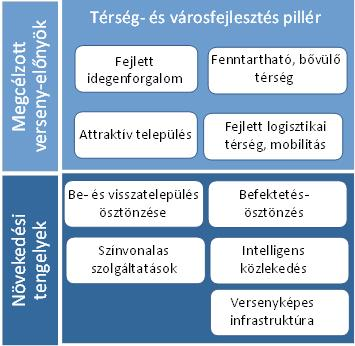 Térség- és városfejlesztés pillér
Megcélzott
verseny-előnyök
Fejlett
idegenforgalom
Fenntartható, bővülő
térség
Attraktív település
Fejlett logisztikai
térség, mobilitás
Növekedési
tengelyek
Be- és visszatelepülés
ösztönzése
Befektetés-
ösztönzés
Színvonalas
szolgáltatások
Intelligens
közlekedés
Versenyképes
infrastruktúra